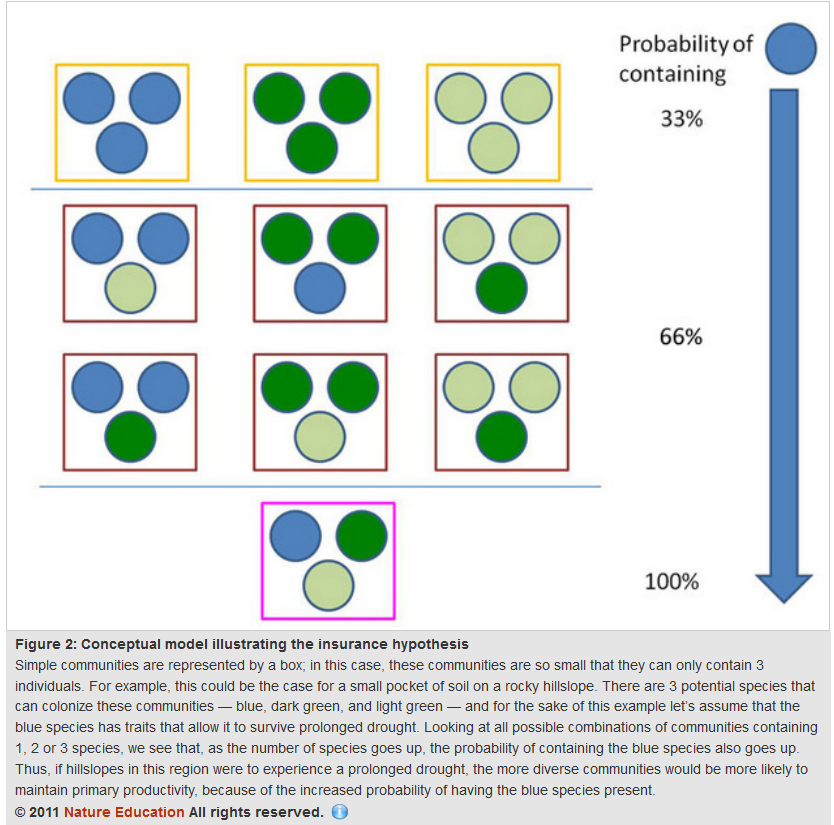 Probability of
containing
33%
66%
100%
Figure 2: Conceptual model illustrating the insurance hypothesis
Simple communities are represented by a box; in this case, these communities are so small that they can only contain 3
individuals. For example, this could be the case for a small pocket of soil on a rocky hillslope. There are 3 potential species that
can colonize these communities — blue, dark green, and light green — and for the sake of this example let's assume that the
blue species has traits that allow it to survive prolonged drought. Looking at all possible combinations of communities containing
1, 2 or 3 species, we see that, as the number of species goes up, the probability of containing the blue species also goes up.
Thus, if hillslopes in this region were to experience a prolonged drought, the more diverse communities would be more likely to
maintain primary productivity, because of the increased probability of having the blue species present.
© 2011 Nature Education All rights reserved. i